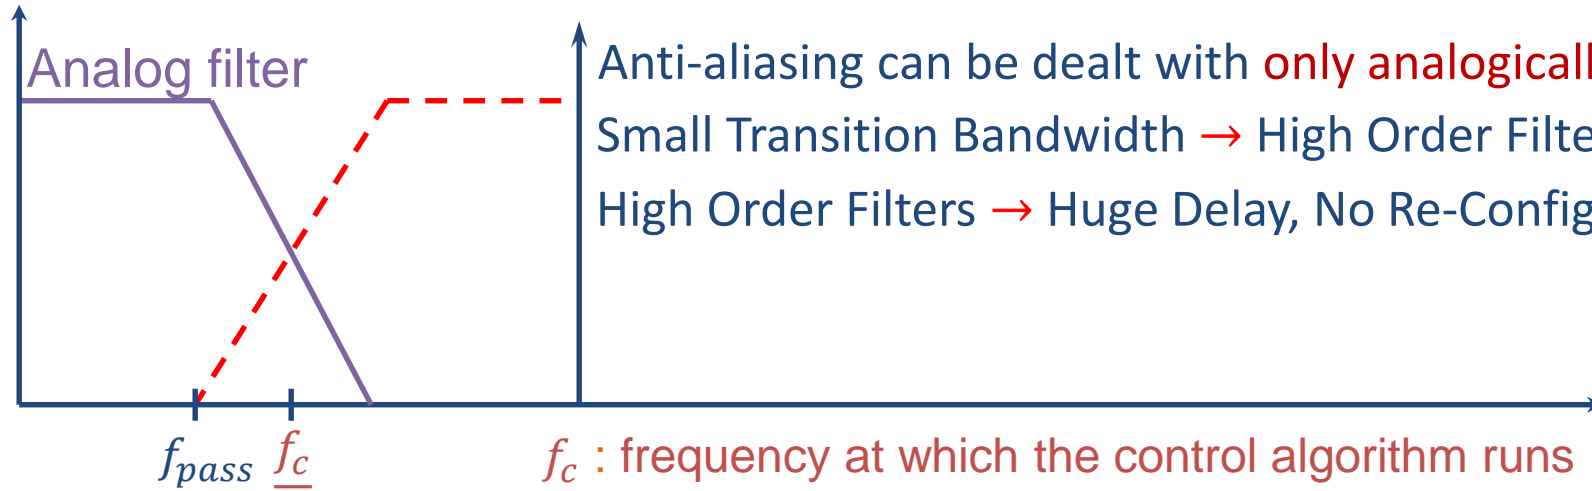 Analog filter
Anti-aliasing can be dealt with only analogicall
Small Transition Bandwidth → High Order Filte
High Order Filters → Huge Delay, No Re-Config
f_pass f_c
f_c : frequency at which the control algorithm runs